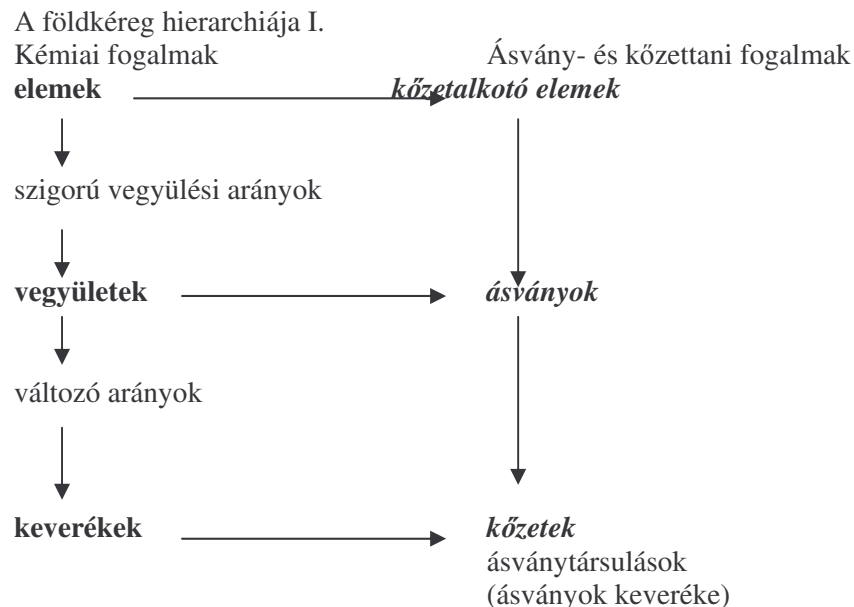 A földkéreg hierarchiája I.
Kémiai fogalmak Ásvány- és kőzettani fogalmak
elemek kőzetalkotó elemek
szigorú vegyülési arányok
vegyületek ásványok
változó arányok
keverékek kőzetek
ásványtársulások
(ásványok keveréke)